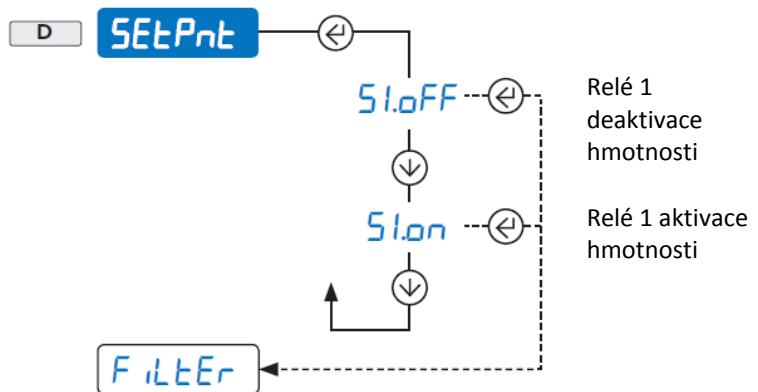 D
SEtPnt
S1.oFF
Relé 1
deaktivace
hmotnosti
S1.on
Relé 1 aktivace
hmotnosti
FiLtEr